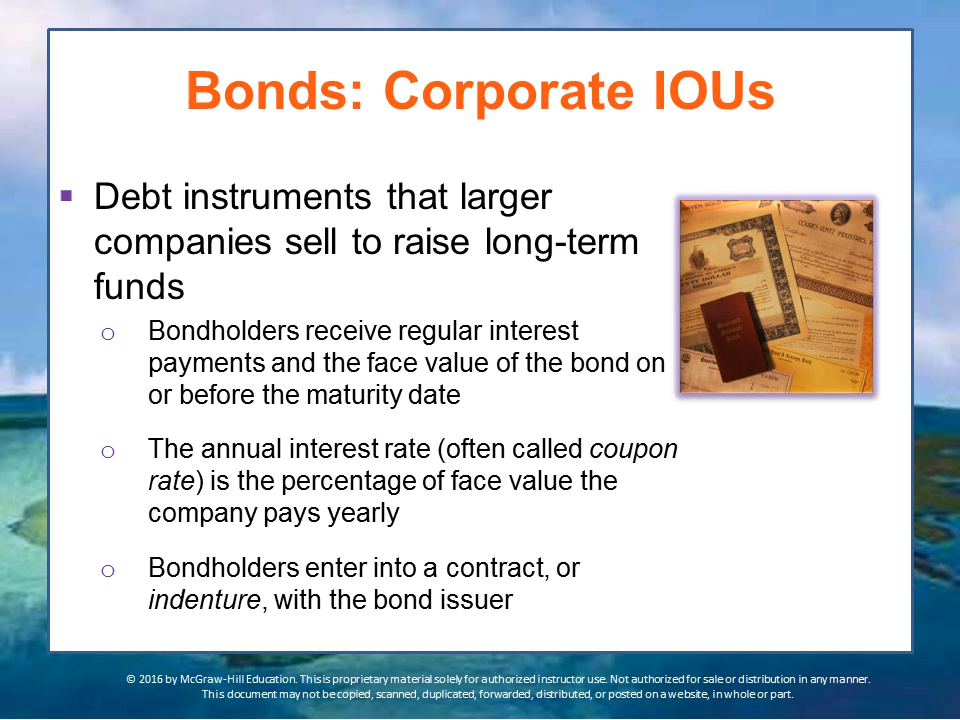 Bonds: Corporate IOUs
▪ Debt instruments that larger
companies sell to raise long-term
funds
o Bondholders receive regular interest
payments and the face value of the bond on
or before the maturity date
o The annual interest rate (often called coupon
rate) is the percentage of face value the
company pays yearly
o Bondholders enter into a contract, or
indenture, with the bond issuer
COUREY-LENTZ INDUSTRIES,
DOLLAR
BOND
© 2016 by McGraw-Hill Education. This is proprietary material solely for authorized instructor use. Not authorized for sale or distribution in any manner.
This document may not be copied, scanned, duplicated, forwarded, distributed, or posted on a website, in whole or part.